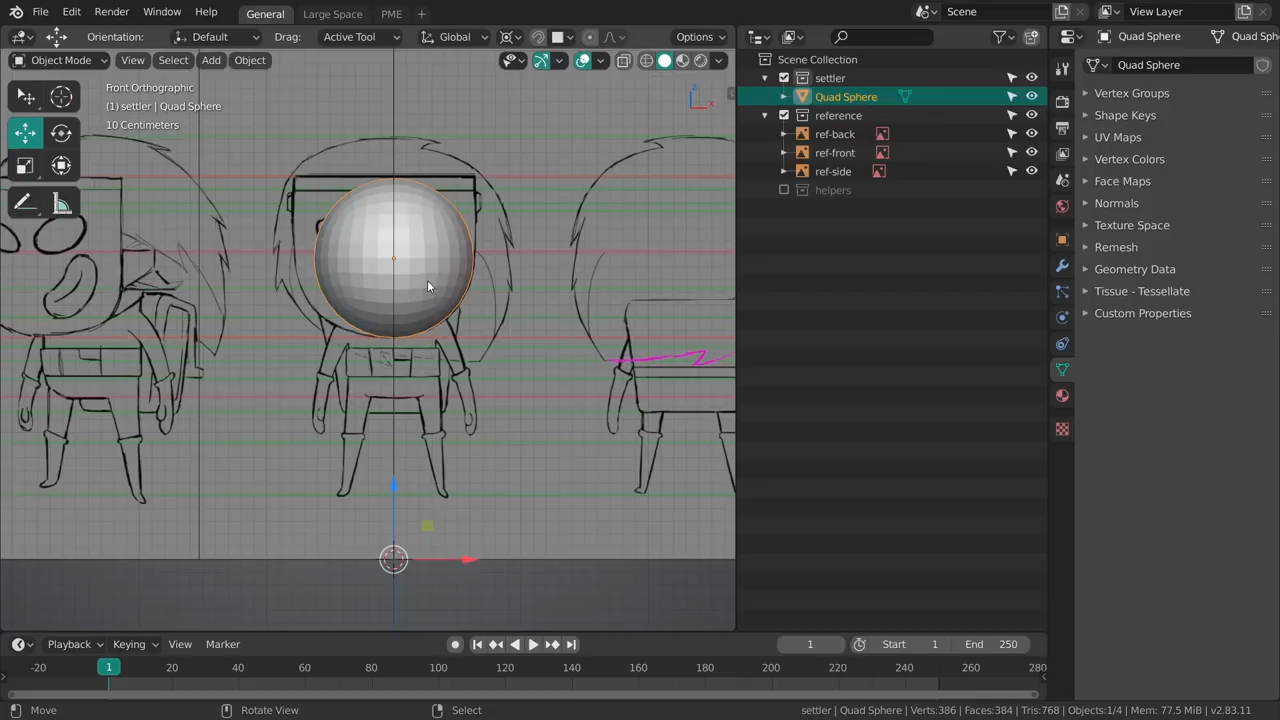 File Edit Render Window Help General Large Space PME + Scene View Layer
Orientation: Default Drag: Active Tool Global Options Quad Sphere Quad Sph
Object Mode View Select Add Object Scene Collection Quad Sphere
Front Orthographic
(1) settler | Quad Sphere
10 Centimeters
Z
X
settler
Quad Sphere
reference
ref-back
ref-front
ref-side
helpers
Vertex Groups
Shape Keys
UV Maps
Vertex Colors
Face Maps
Normals
Texture Space
Remesh
Geometry Data
Tissue - Tessellate
Custom Properties
Playback Keying View Marker 1 Start 1 End 250
-20 1 20 40 60 80 100 120 140 160 180 200 220 240 260 280
Move Rotate View Select settler | Quad Sphere | Verts:386 | Faces:384 | Tris:768 | Objects:1/4 | Mem: 77.5 MiB | v2.83.11